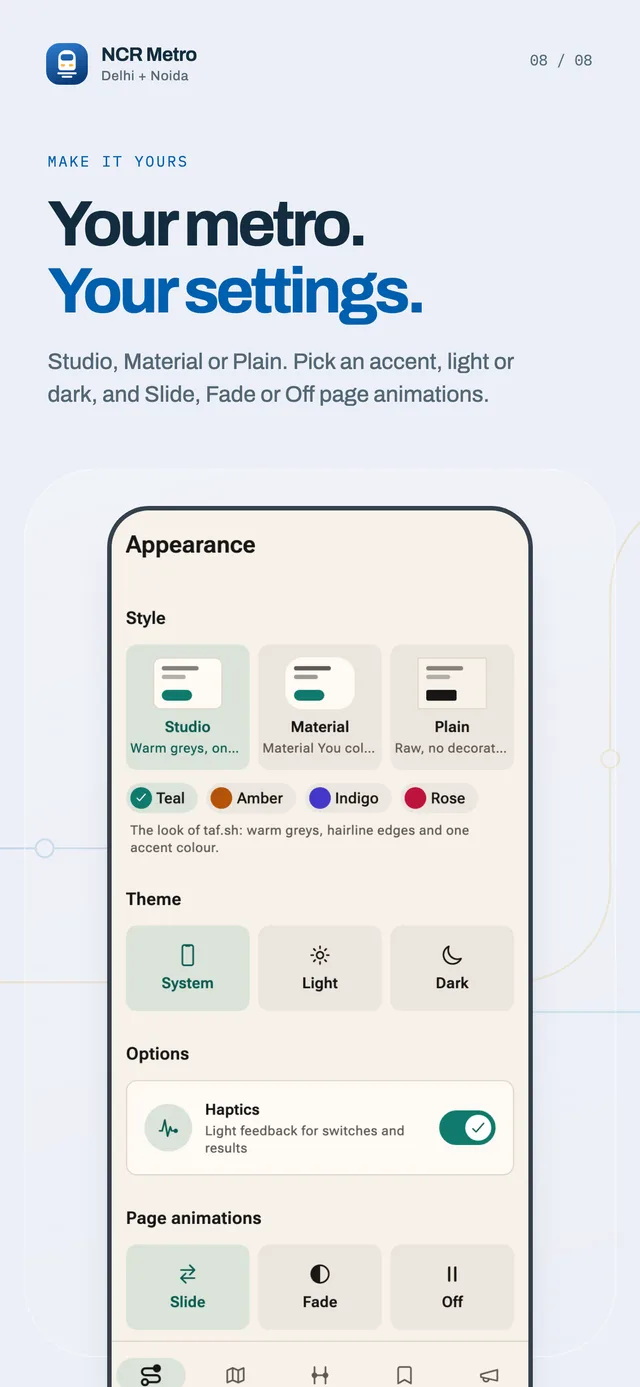 NCR Metro
Delhi + Noida
08 / 08
MAKE IT YOURS
Your metro.
Your settings.
Studio, Material or Plain. Pick an accent, light or
dark, and Slide, Fade or Off page animations.
Appearance
Style
Studio
Warm greys, on...
Material
Material You col...
Plain
Raw, no decorat...
Teal
Amber
Indigo
Rose
The look of taf.sh: warm greys, hairline edges and one
accent colour.
Theme
System
Light
Dark
Options
Haptics
Light feedback for switches and
results
Page animations
Slide
Fade
Off